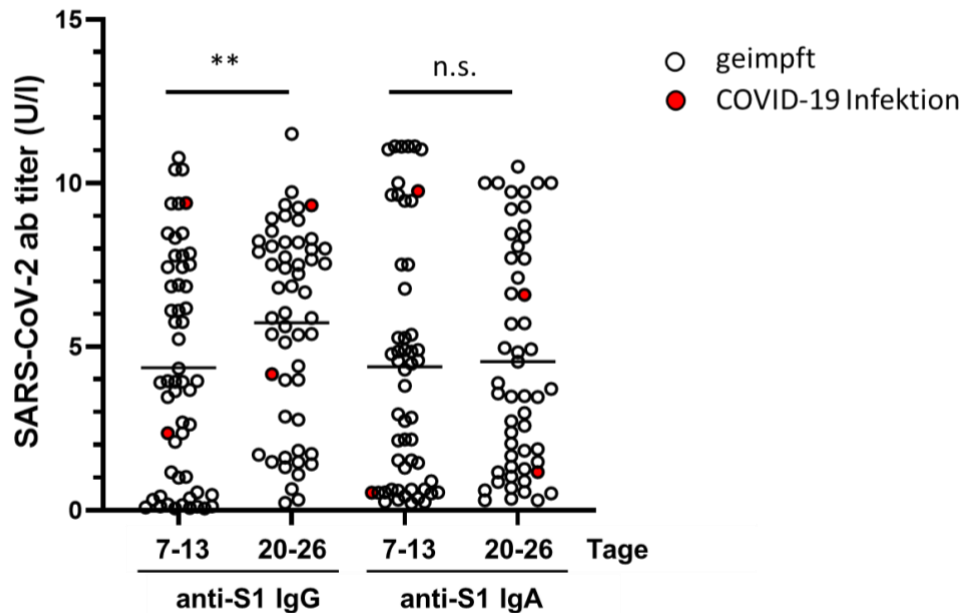 15
** n.s.
geimpft
COVID-19 Infektion
SARS-CoV-2 ab titer (U/l)
10
5
0
7-13 20-26 7-13 20-26 Tage
anti-S1 IgG anti-S1 IgA